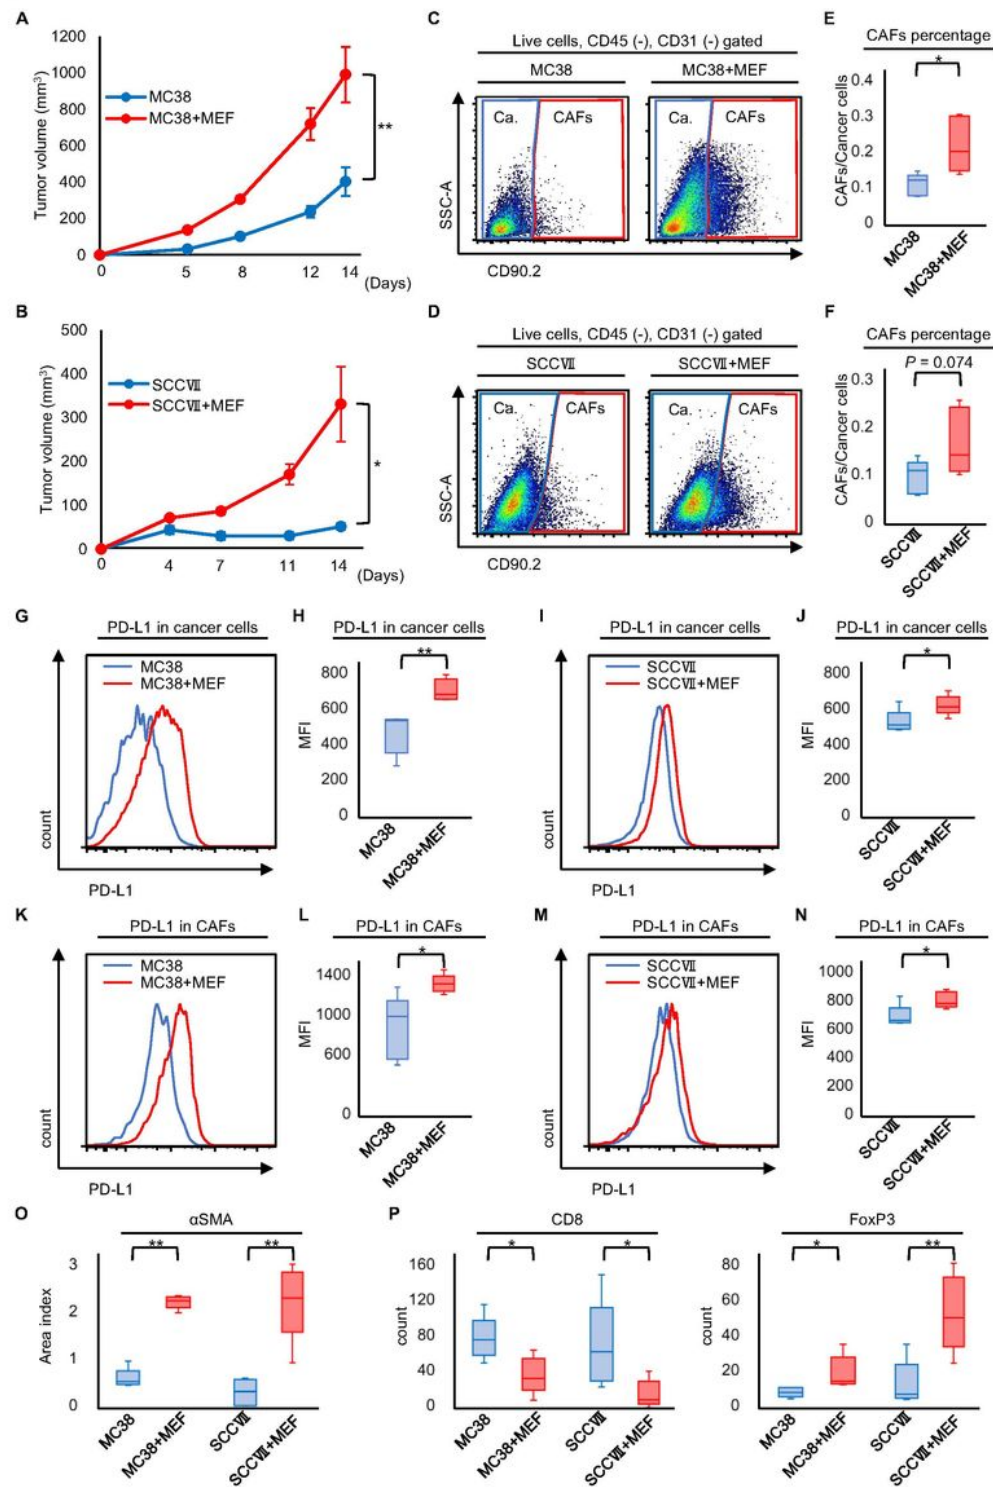 A
1200
1000
800
600
400
200
0
Tumor volume (mm³)
MC38
MC38+MEF
**
0 5 8 12 14
(Days)
C
Live cells, CD45 (-), CD31 (-) gated
MC38 MC38+MEF
Ca. CAFs Ca. CAFs
SSC-A
CD90.2
E
CAFs percentage
*
0.4
0.3
0.2
0.1
0
CAFs/Cancer cells
MC38
MC38+MEF
B
500
400
300
200
100
0
Tumor volume (mm³)
SCCⅦ
SCCⅦ+MEF
*
0 4 7 11 14
(Days)
D
Live cells, CD45 (-), CD31 (-) gated
SCCⅦ SCCⅦ+MEF
Ca. CAFs Ca. CAFs
SSC-A
CD90.2
F
CAFs percentage
P = 0.074
0.3
0.2
0.1
0
CAFs/Cancer cells
SCCⅦ
SCCⅦ+MEF
G
PD-L1 in cancer cells
MC38
MC38+MEF
count
PD-L1
H
PD-L1 in cancer cells
**
800
600
400
200
0
MFI
MC38
MC38+MEF
I
PD-L1 in cancer cells
SCCⅦ
SCCⅦ+MEF
count
PD-L1
J
PD-L1 in cancer cells
*
800
600
400
200
0
MFI
SCCⅦ
SCCⅦ+MEF
K
PD-L1 in CAFs
MC38
MC38+MEF
count
PD-L1
L
PD-L1 in CAFs
*
1400
1000
600
0
MFI
MC38
MC38+MEF
M
PD-L1 in CAFs
SCCⅦ
SCCⅦ+MEF
count
PD-L1
N
PD-L1 in CAFs
*
1000
800
600
400
200
0
MFI
SCCⅦ
SCCⅦ+MEF
O
αSMA
** **
3
2
1
0
Area index
MC38
MC38+MEF
SCCⅦ
SCCⅦ+MEF
P
CD8
* *
160
120
80
40
0
count
MC38
MC38+MEF
SCCⅦ
SCCⅦ+MEF
FoxP3
* **
80
60
40
20
0
count
MC38
MC38+MEF
SCCⅦ
SCCⅦ+MEF